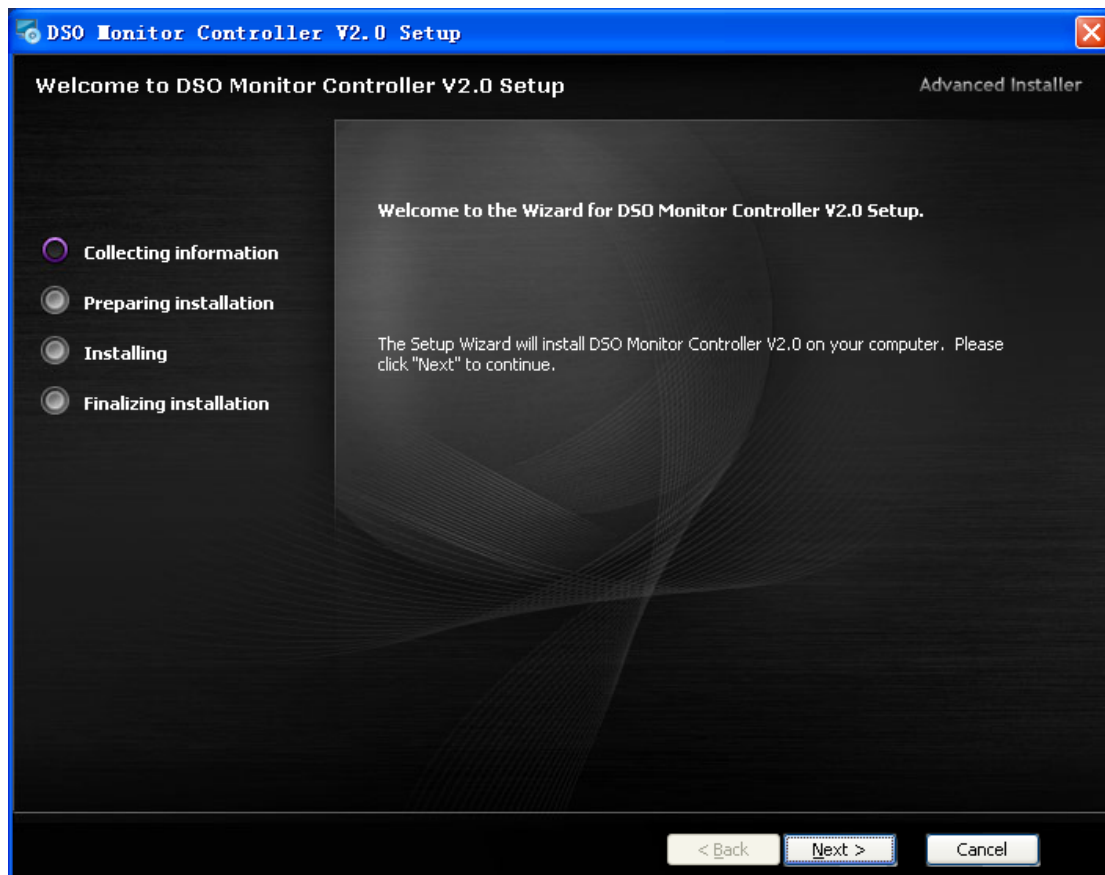 DSO Monitor Controller V2.0 Setup
Welcome to DSO Monitor Controller V2.0 Setup
Advanced Installer
Welcome to the Wizard for DSO Monitor Controller V2.0 Setup.
Collecting information
Preparing installation
Installing
Finalizing installation
The Setup Wizard will install DSO Monitor Controller V2.0 on your computer. Please
click "Next" to continue.
< Back
Next >
Cancel